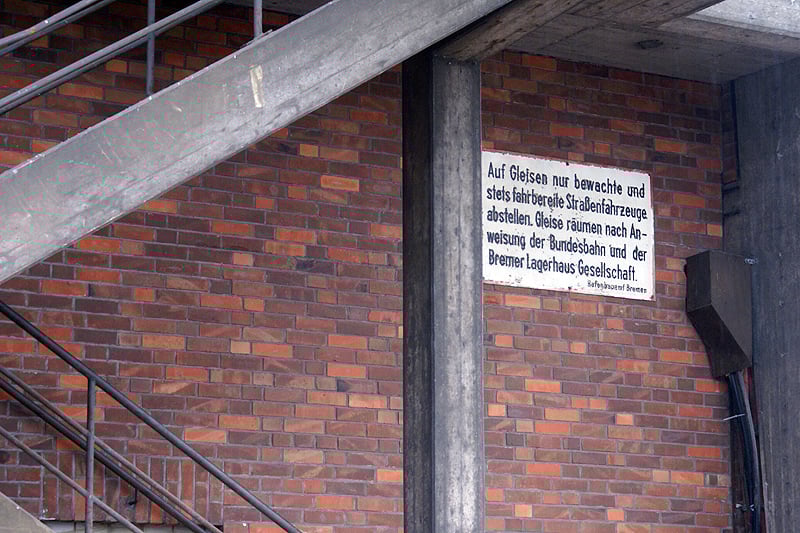 Auf Gleisen nur bewachte und
stets fahrbereite Straßenfahrzeuge
abstellen. Gleise räumen nach An-
weisung der Bundesbahn und der
Bremer Lagerhaus Gesellschaft.
Hafenbauamt Bremen